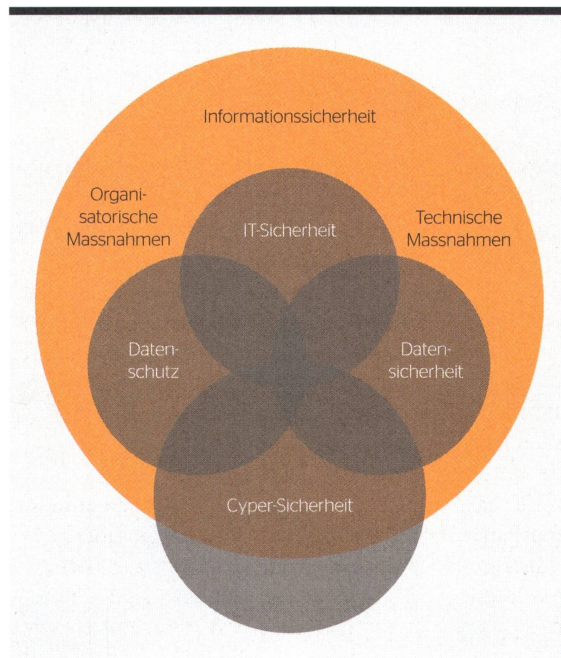 Informationssicherheit
Organi-
satorische
Massnahmen
Technische
Massnahmen
IT-Sicherheit
Daten-
schutz
Daten-
sicherheit
Cyper-Sicherheit